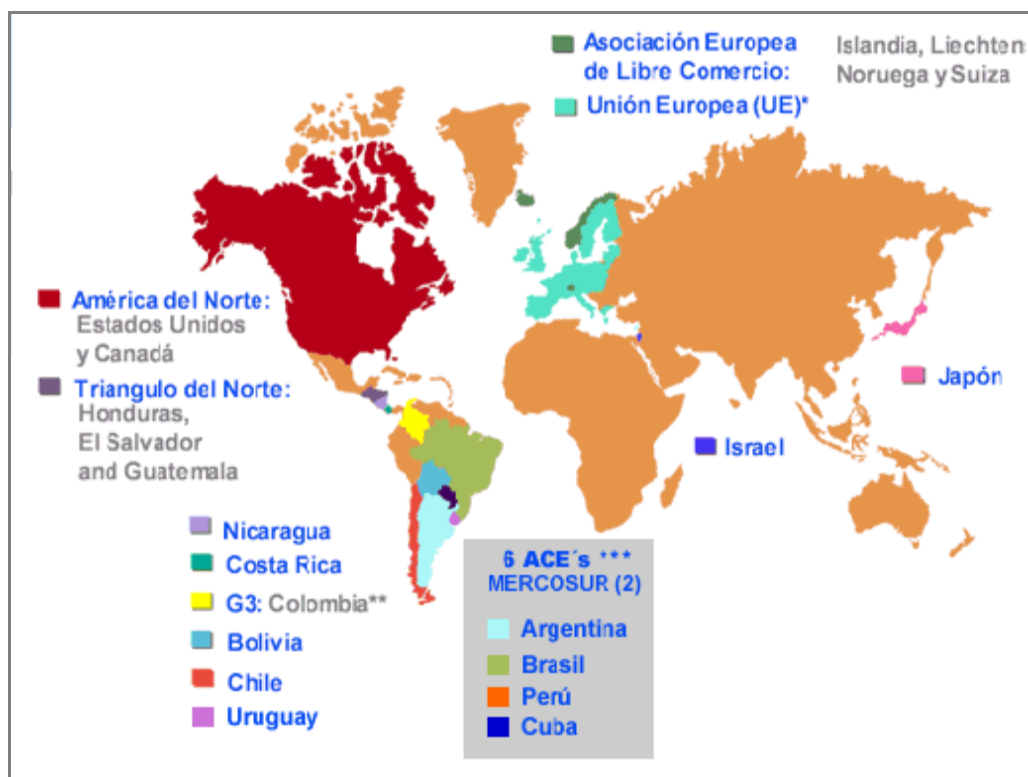 Asociación Europea
de Libre Comercio:
Islandia, Liechten
Noruega y Suiza
Unión Europea (UE)*
América del Norte:
Estados Unidos
y Canadá
Triangulo del Norte:
Honduras,
El Salvador
and Guatemala
Japón
Israel
Nicaragua
Costa Rica
G3: Colombia**
Bolivia
Chile
Uruguay
6 ACE´s ***
MERCOSUR (2)
Argentina
Brasil
Perú
Cuba